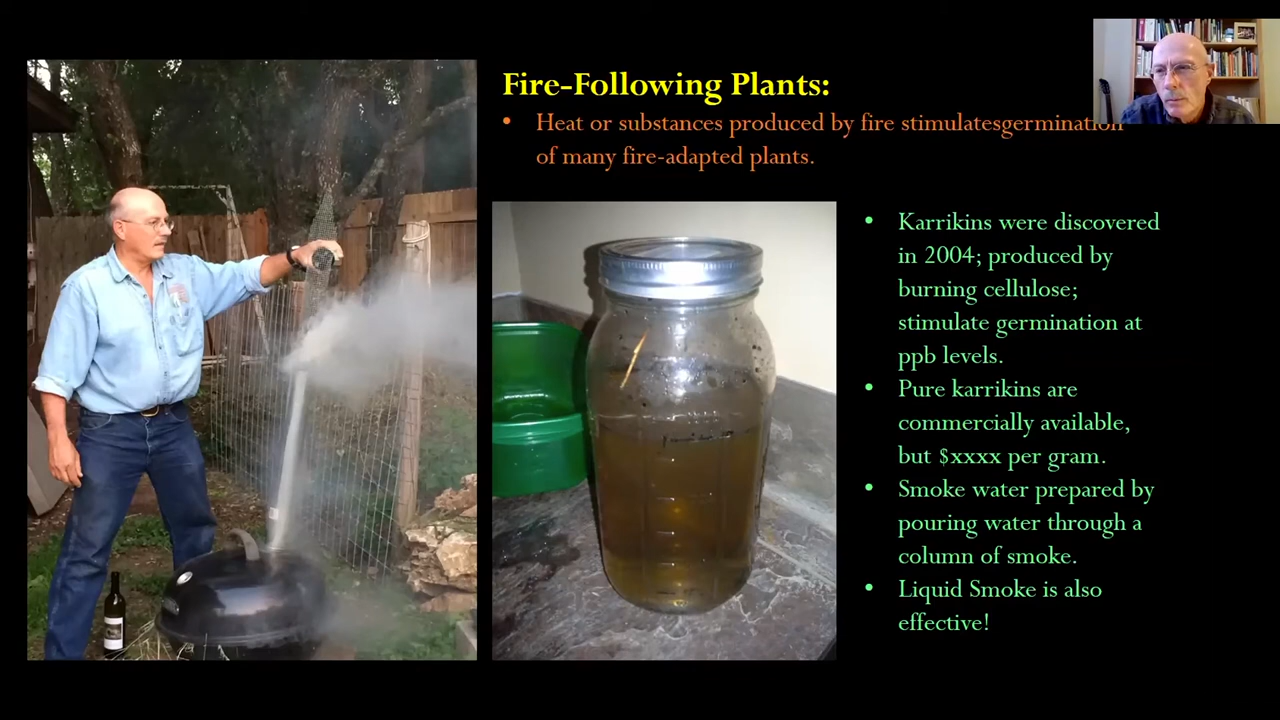 Fire-Following Plants:
• Heat or substances produced by fire stimulatesgermination
of many fire-adapted plants.
• Karrikins were discovered
in 2004; produced by
burning cellulose;
stimulate germination at
ppb levels.
• Pure karrikins are
commercially available,
but $xxxx per gram.
• Smoke water prepared by
pouring water through a
column of smoke.
• Liquid Smoke is also
effective!